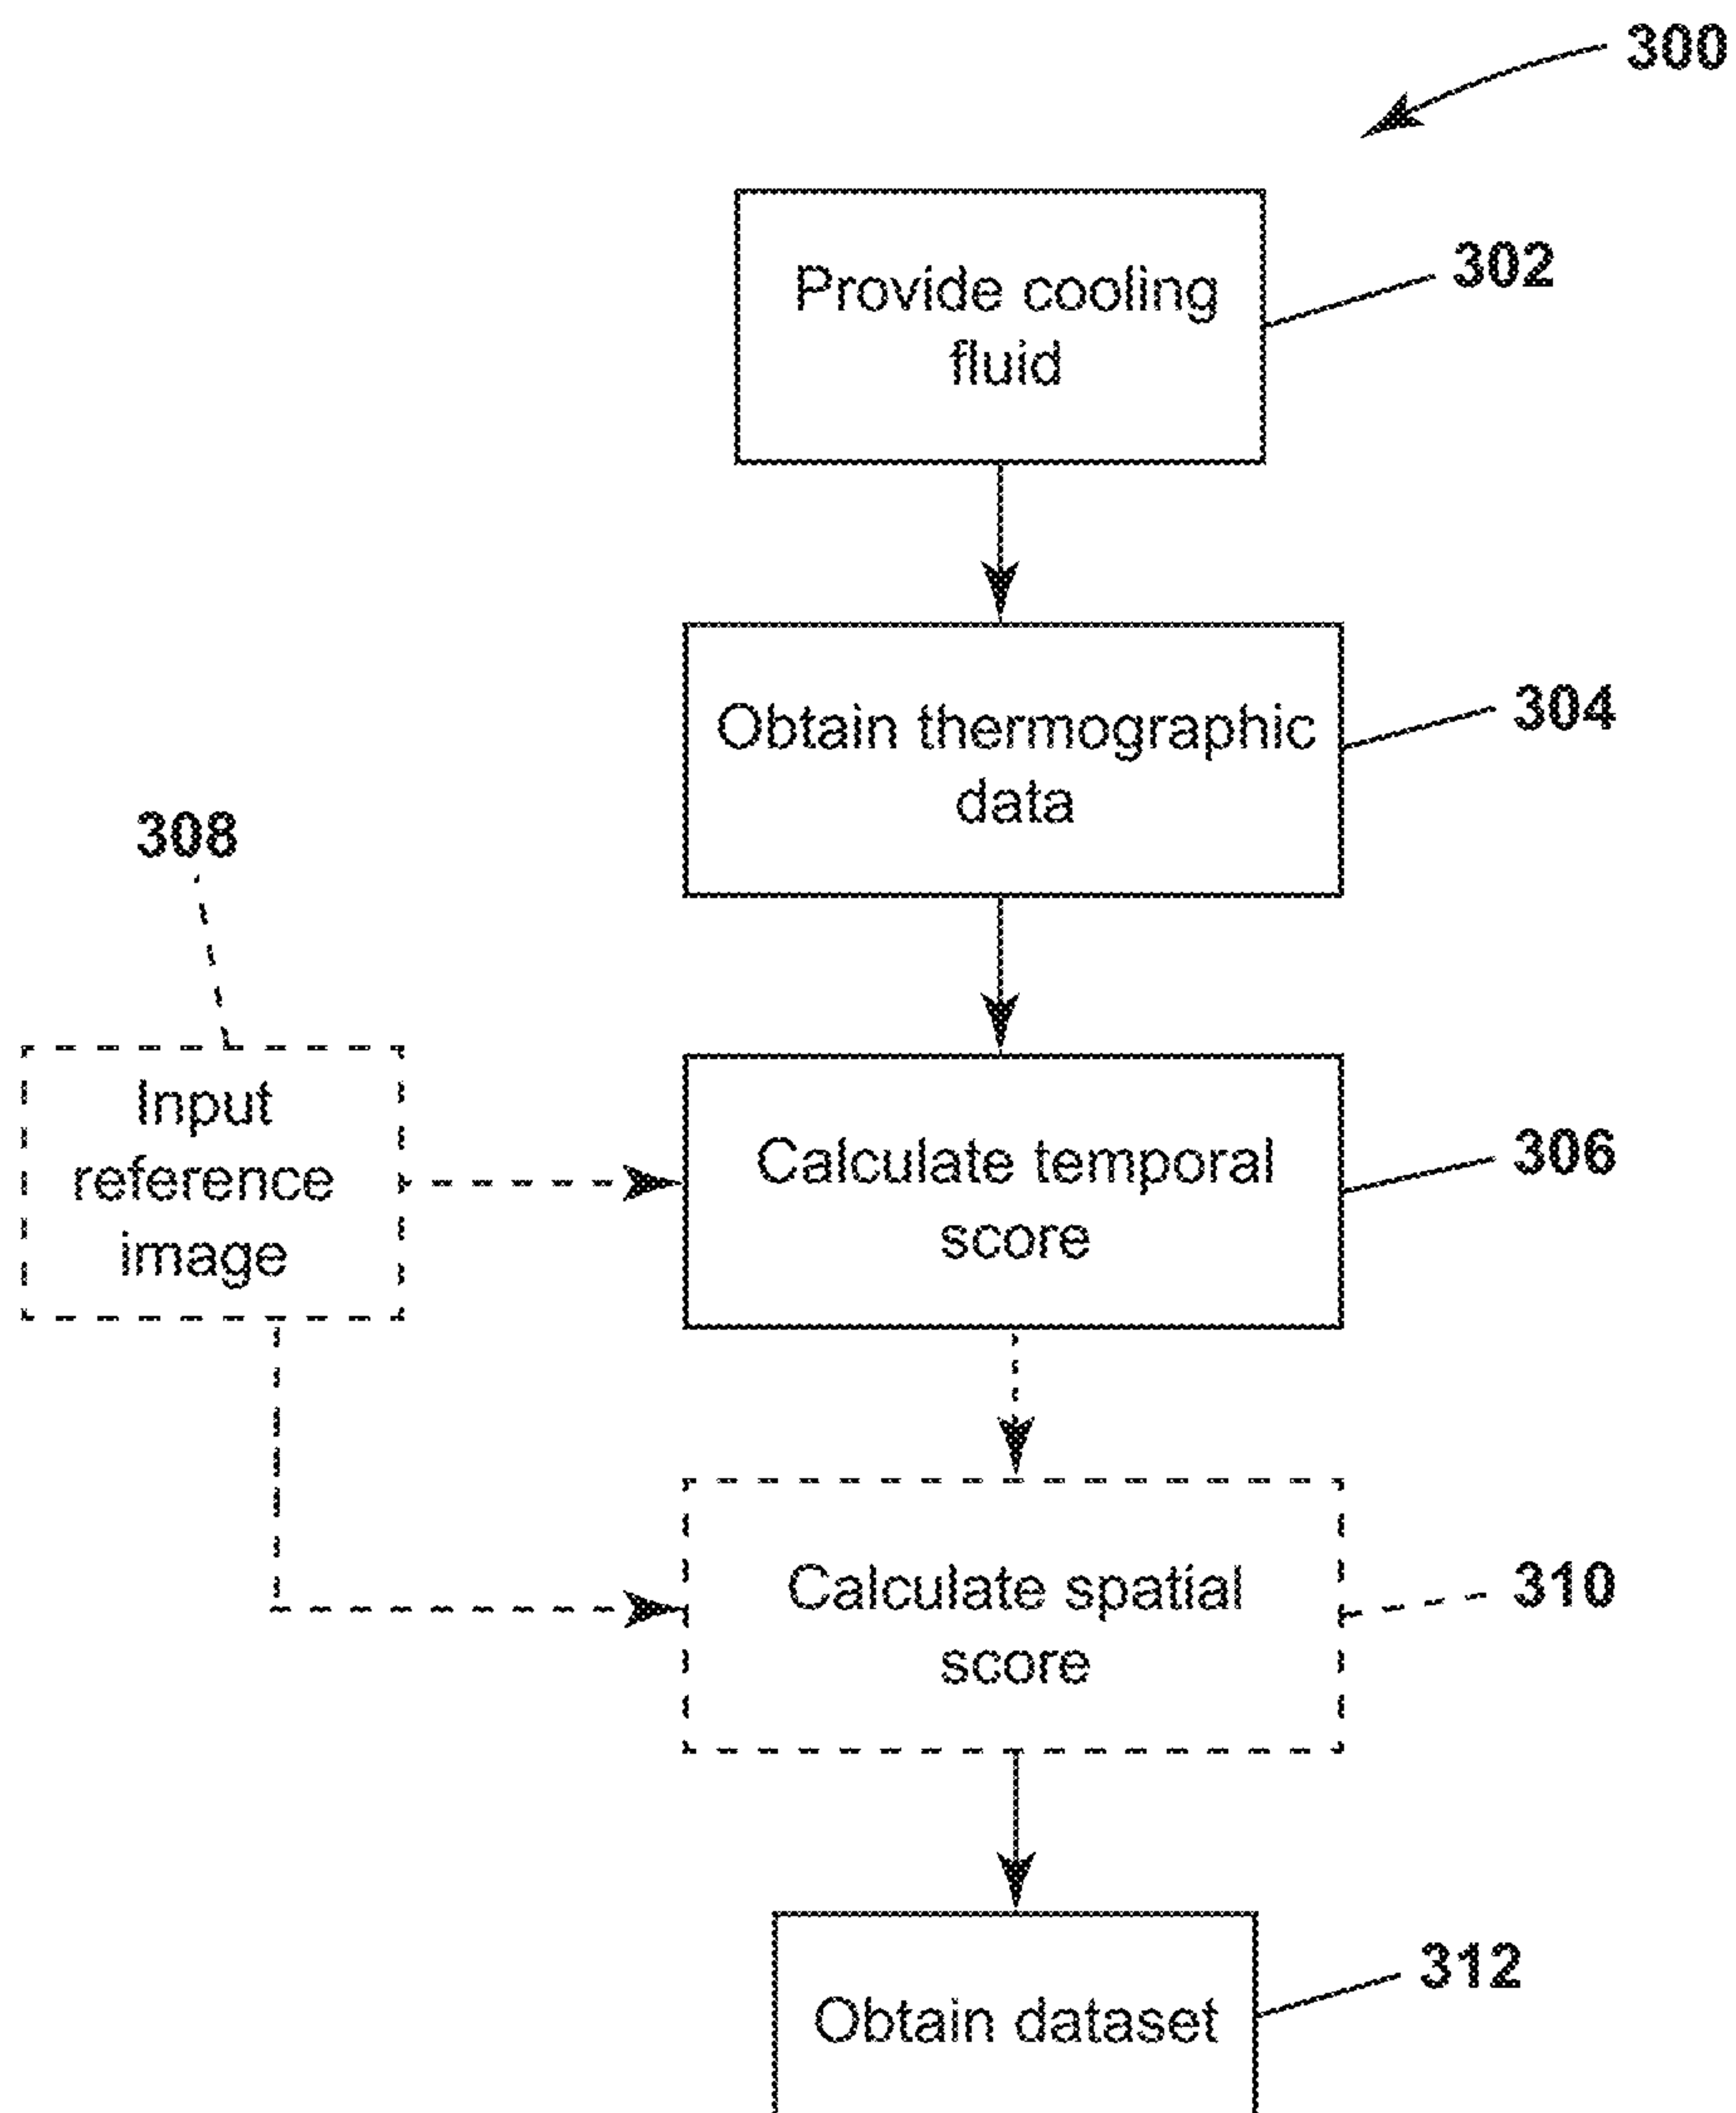 300
Provide cooling
fluid
302
Obtain thermographic
data
304
308
Input
reference
image
Calculate temporal
score
306
Calculate spatial
score
310
Obtain dataset
312